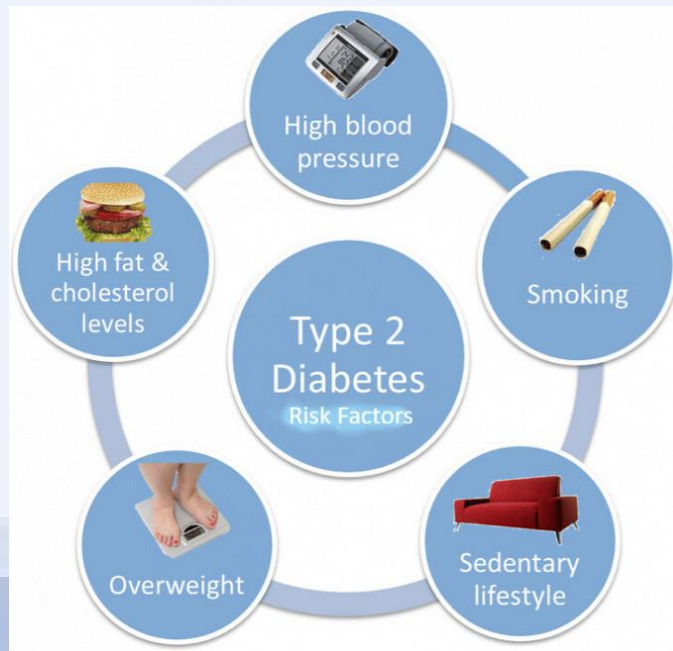 Type 2
Diabetes
Risk Factors
High blood
pressure
Smoking
Sedentary
lifestyle
Overweight
High fat &
cholesterol
levels